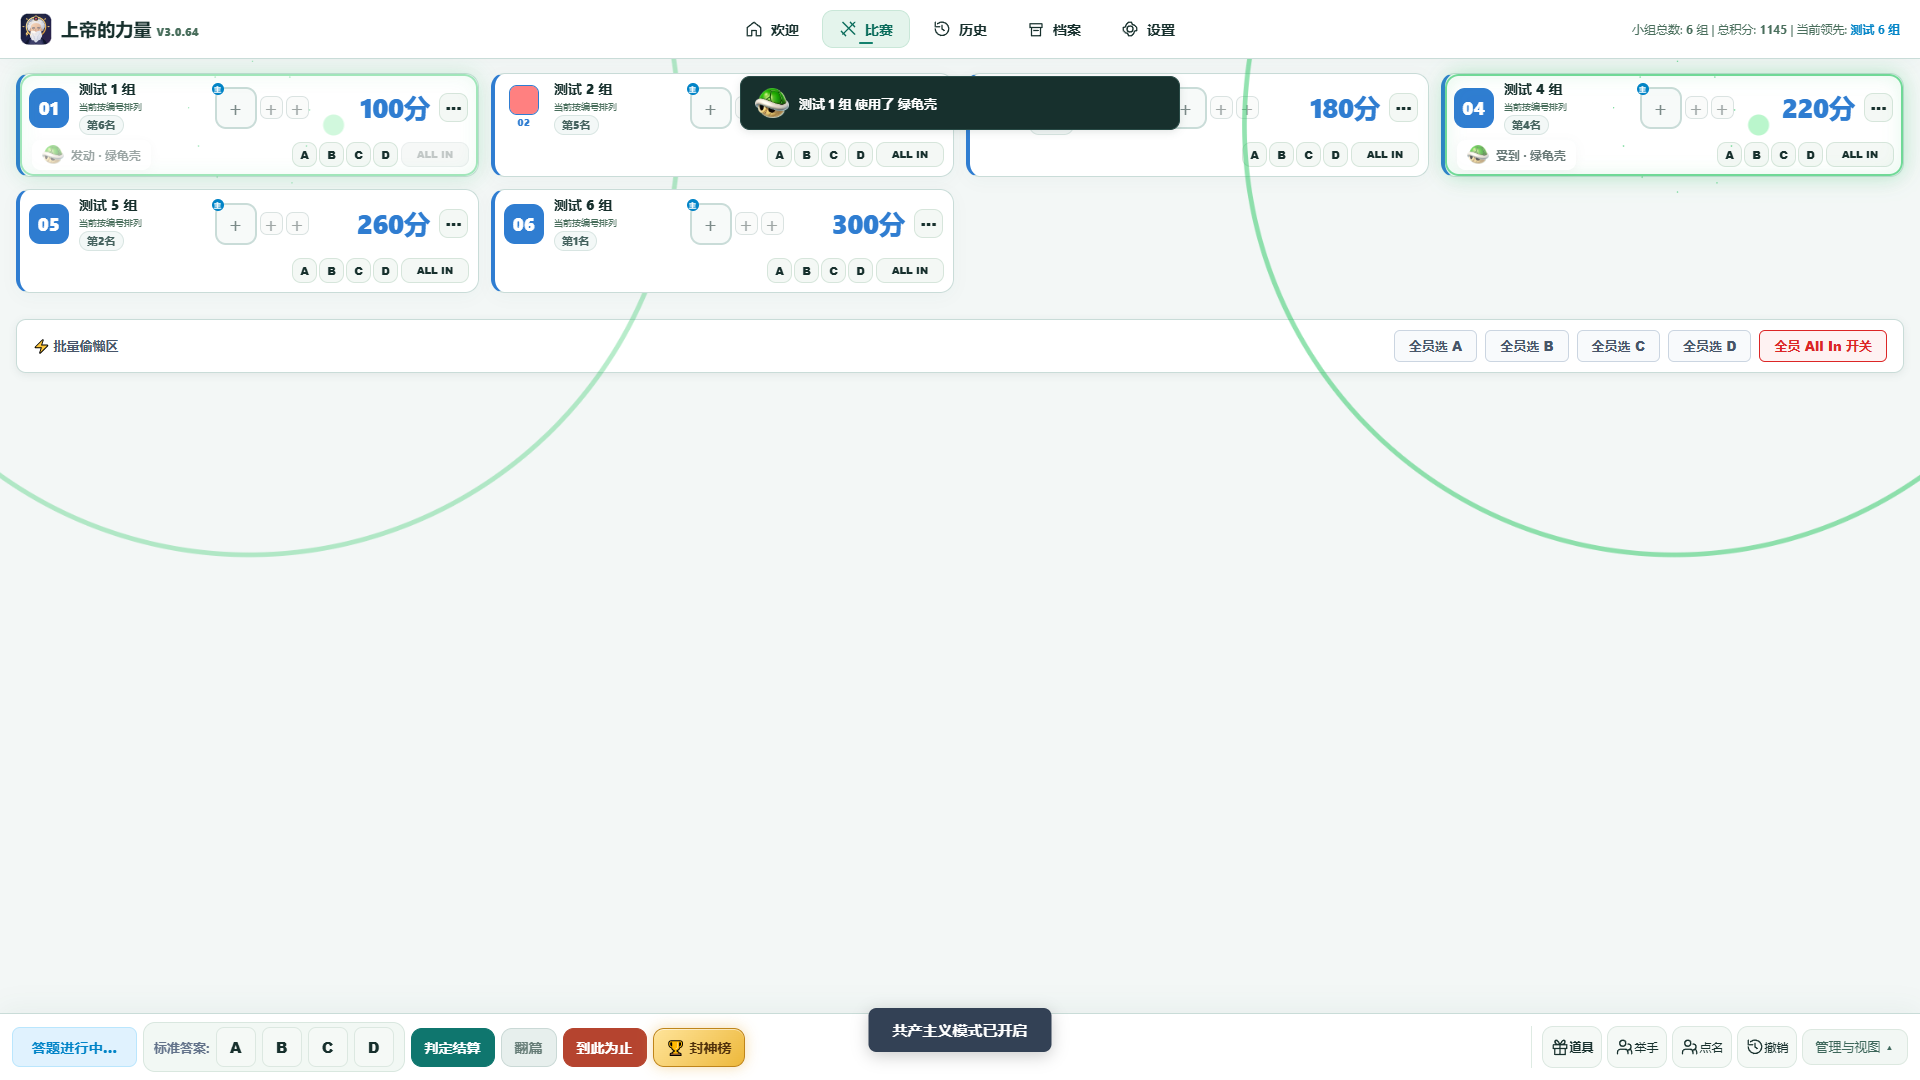 上帝的力量 V3.0.64
欢迎
比赛
历史
档案
设置
小组总数: 6 组 | 总积分: 1145 | 当前领先: 测试 6 组
01
测试 1 组
当前按编号排列
第6名
主
+
+
+
100分
···
发动 · 绿龟壳
A
B
C
D
ALL IN
02
测试 2 组
当前按编号排列
第5名
主
+
A
B
C
D
ALL IN
测试 1 组 使用了 绿龟壳
+
+
+
180分
···
A
B
C
D
ALL IN
04
测试 4 组
当前按编号排列
第4名
主
+
+
+
220分
···
受到 · 绿龟壳
A
B
C
D
ALL IN
05
测试 5 组
当前按编号排列
第2名
主
+
+
+
260分
···
A
B
C
D
ALL IN
06
测试 6 组
当前按编号排列
第1名
主
+
+
+
300分
···
A
B
C
D
ALL IN
批量偷懒区
全员选 A
全员选 B
全员选 C
全员选 D
全员 All In 开关
答题进行中...
标准答案:
A
B
C
D
判定结算
翻篇
到此为止
封神榜
共产主义模式已开启
道具
举手
点名
撤销
管理与视图 ▴